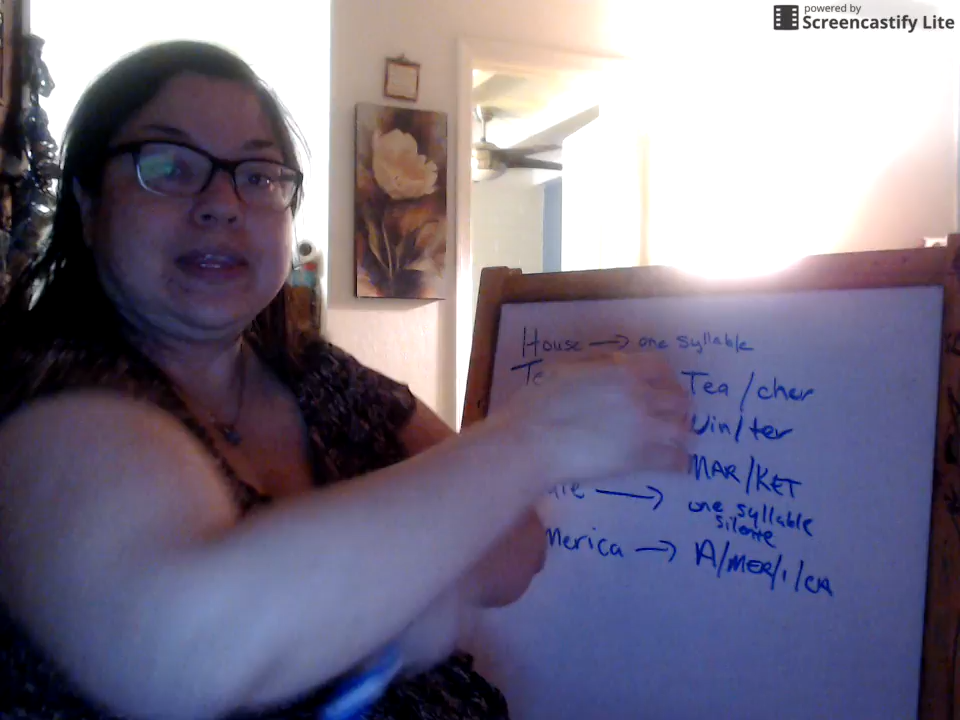 powered by
Screencastify Lite
House → one syllable
Te Tea / cher
Win/ter
MAR/KET
→ one syllable
silent e
merica → A/MER/I/CA